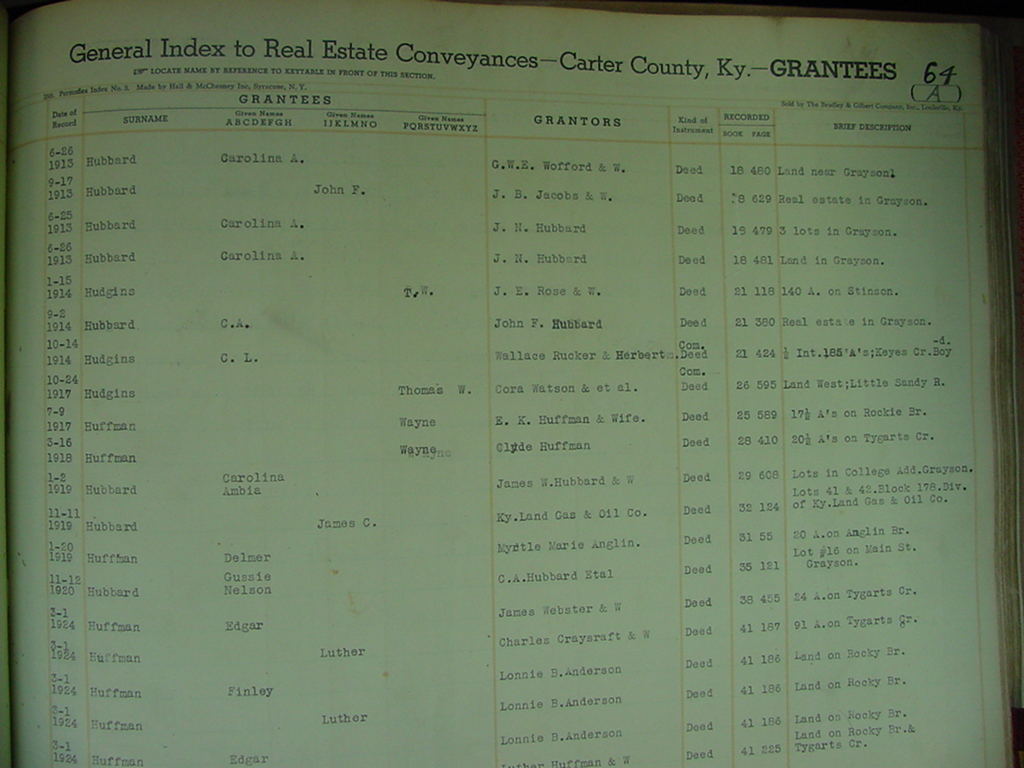 General Index to Real Estate Conveyances—Carter County, Ky.—GRANTEES
64
(A)
LOCATE NAME BY REFERENCE TO KEYTABLE IN FRONT OF THIS SECTION.
Index No. 3. Made by Hall & McChesney Inc, Syracuse, N. Y.
Sold by The Bradley & Gilbert Company, Inc., Louisville, Ky.
GRANTEES
Date of Record SURNAME Given Names ABCDEFGH Given Names IJKLMNO Given Names PQRSTUVWXYZ GRANTORS Kind of Instrument RECORDED BOOK PAGE BRIEF DESCRIPTION
6-26 1913 Hubbard Carolina A. G.W.E. Wofford & W. Deed 18 480 Land near Grayson.
9-17 1913 Hubbard John F. J. B. Jacobs & W. Deed 629 Real estate in Grayson.
6-25 1913 Hubbard Carolina A. J. N. Hubbard Deed 18 479 3 lots in Grayson.
6-26 1913 Hubbard Carolina A. J. N. Hubbard Deed 18 481 Land in Grayson.
1-15 1914 Hudgins T.W. J. E. Rose & W. Deed 21 118 140 A. on Stinson.
9-2 1914 Hubbard C.A. John F. Hubbard Deed 21 380 Real estate in Grayson.
10-14 1914 Hudgins C. L. Wallace Rucker & Herbert Com. Deed 21 424 ½ Int.185 A's;Keyes Cr.Boy -d.
10-24 1917 Hudgins Thomas W. Cora Watson & et al. Com. Deed 26 595 Land West;Little Sandy R.
7-9 1917 Huffman Wayne E. K. Huffman & Wife. Deed 25 589 17½ A's on Rockie Br.
3-16 1918 Huffman Wayne Clyde Huffman Deed 28 410 20½ A's on Tygarts Cr.
1-2 1919 Hubbard Carolina Ambia James W.Hubbard & W Deed 29 608 Lots in College Add.Grayson.
11-11 1919 Hubbard James C. Ky.Land Gas & Oil Co. Deed 32 124 Lots 41 & 42.Block 178.Div. of Ky.Land Gas & Oil Co.
1-20 1919 Huffman Delmer Myrtle Marie Anglin. Deed 31 55 20 A.on Anglin Br.
11-12 1920 Hubbard Gussie Nelson C.A.Hubbard Etal Deed 35 121 Lot #16 on Main St. Grayson.
3-1 1924 Huffman Edgar James Webster & W Deed 38 455 24 A.on Tygarts Cr.
3-1 1924 Huffman Luther Charles Craysraft & W Deed 41 187 91 A.on Tygarts Cr.
3-1 1924 Huffman Finley Lonnie B.Anderson Deed 41 186 Land on Rocky Br.
3-1 1924 Huffman Luther Lonnie B.Anderson Deed 41 186 Land on Rocky Br.
3-1 1924 Huffman Edgar Lonnie B.Anderson Deed 41 186 Land on Rocky Br.
Luther Huffman & W Deed 41 225 Land on Rocky Br.& Tygarts Cr.